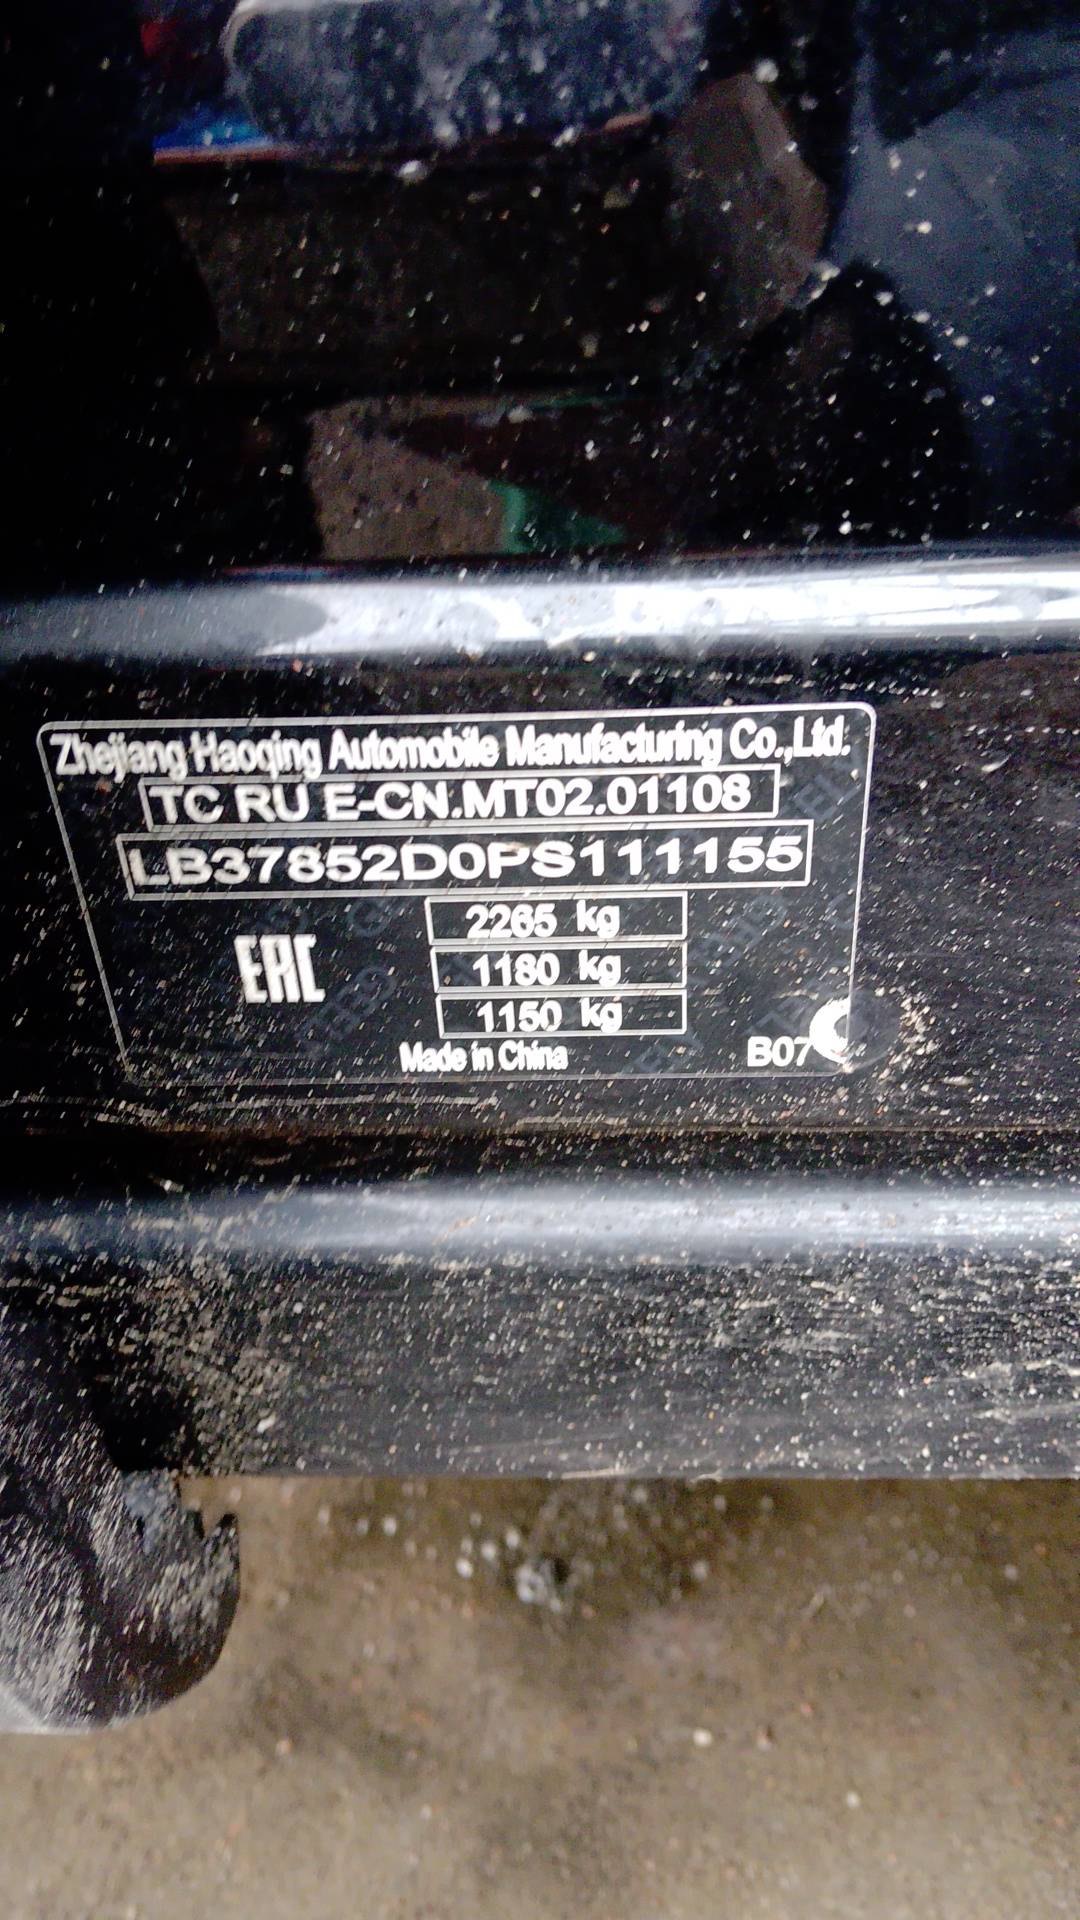 Zhejiang Haoqing Automobile Manufacturing Co.,Ltd.
TC RU E-CN.MT02.01108
LB37852D0PS111155
2265 kg
1180 kg
EAC
1150 kg
Made in China
B07